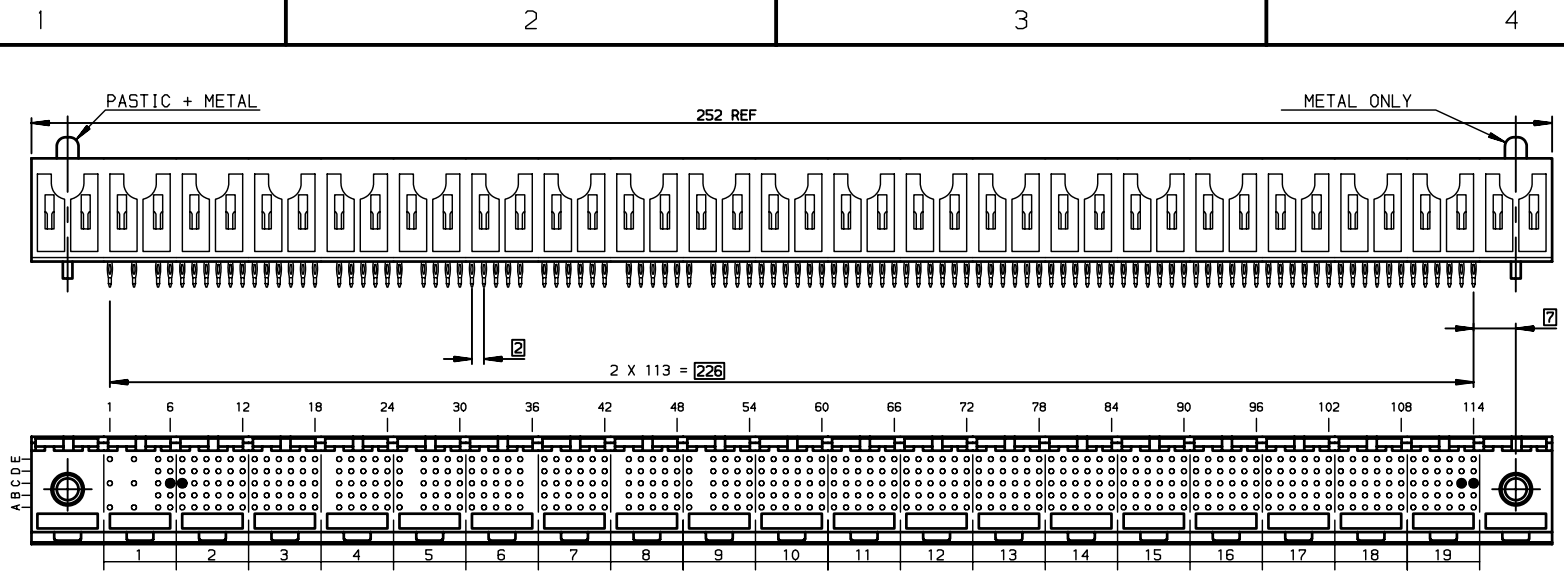 1 2 3 4
PASTIC + METAL
METAL ONLY
252 REF
7
2
2 X 113 = 226
1 6 12 18 24 30 36 42 48 54 60 66 72 78 84 90 96 102 108 114
E
D
C
B
A
1 2 3 4 5 6 7 8 9 10 11 12 13 14 15 16 17 18 19